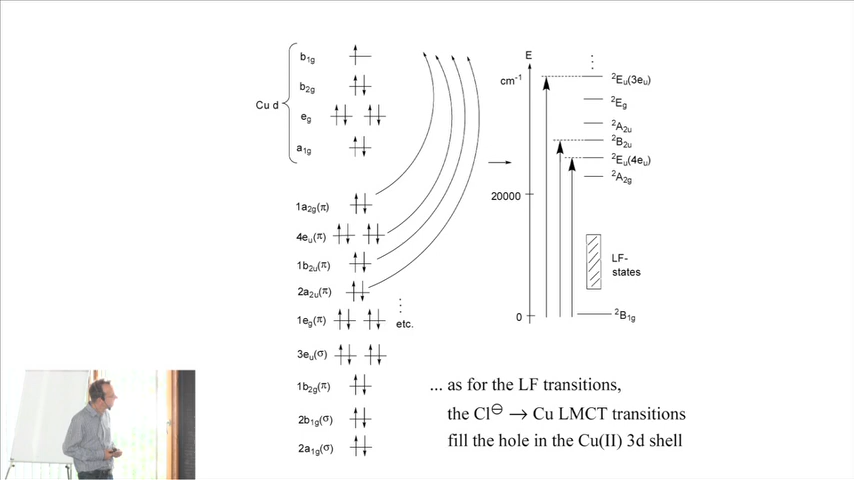 b1g
b2g
Cu d
eg
a1g
1a2g(π)
4eu(π)
1b2u(π)
2a2u(π)
1eg(π)
etc.
3eu(σ)
1b2g(π)
2b1g(σ)
2a1g(σ)
E
cm-1
20000
0
²Eu(3eu)
²Eg
²A2u
²B2u
²Eu(4eu)
²A2g
LF-
states
²B1g
... as for the LF transitions,
the Cl⊖ → Cu LMCT transitions
fill the hole in the Cu(II) 3d shell